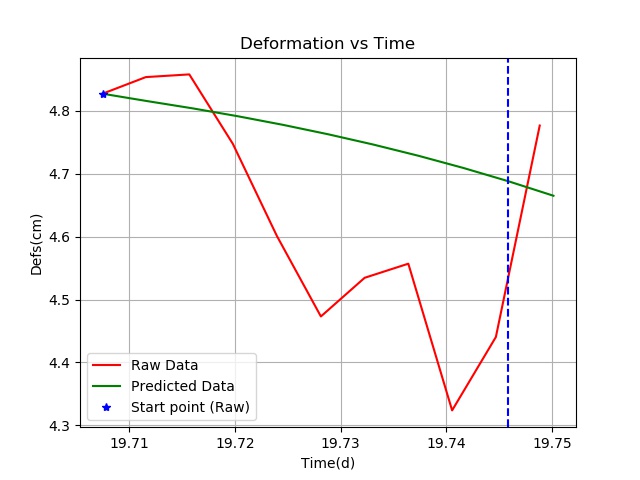 Deformation vs Time
Defs(cm)
4.8
4.7
4.6
4.5
4.4
4.3
Raw Data
Predicted Data
Start point (Raw)
19.71 19.72 19.73 19.74 19.75
Time(d)